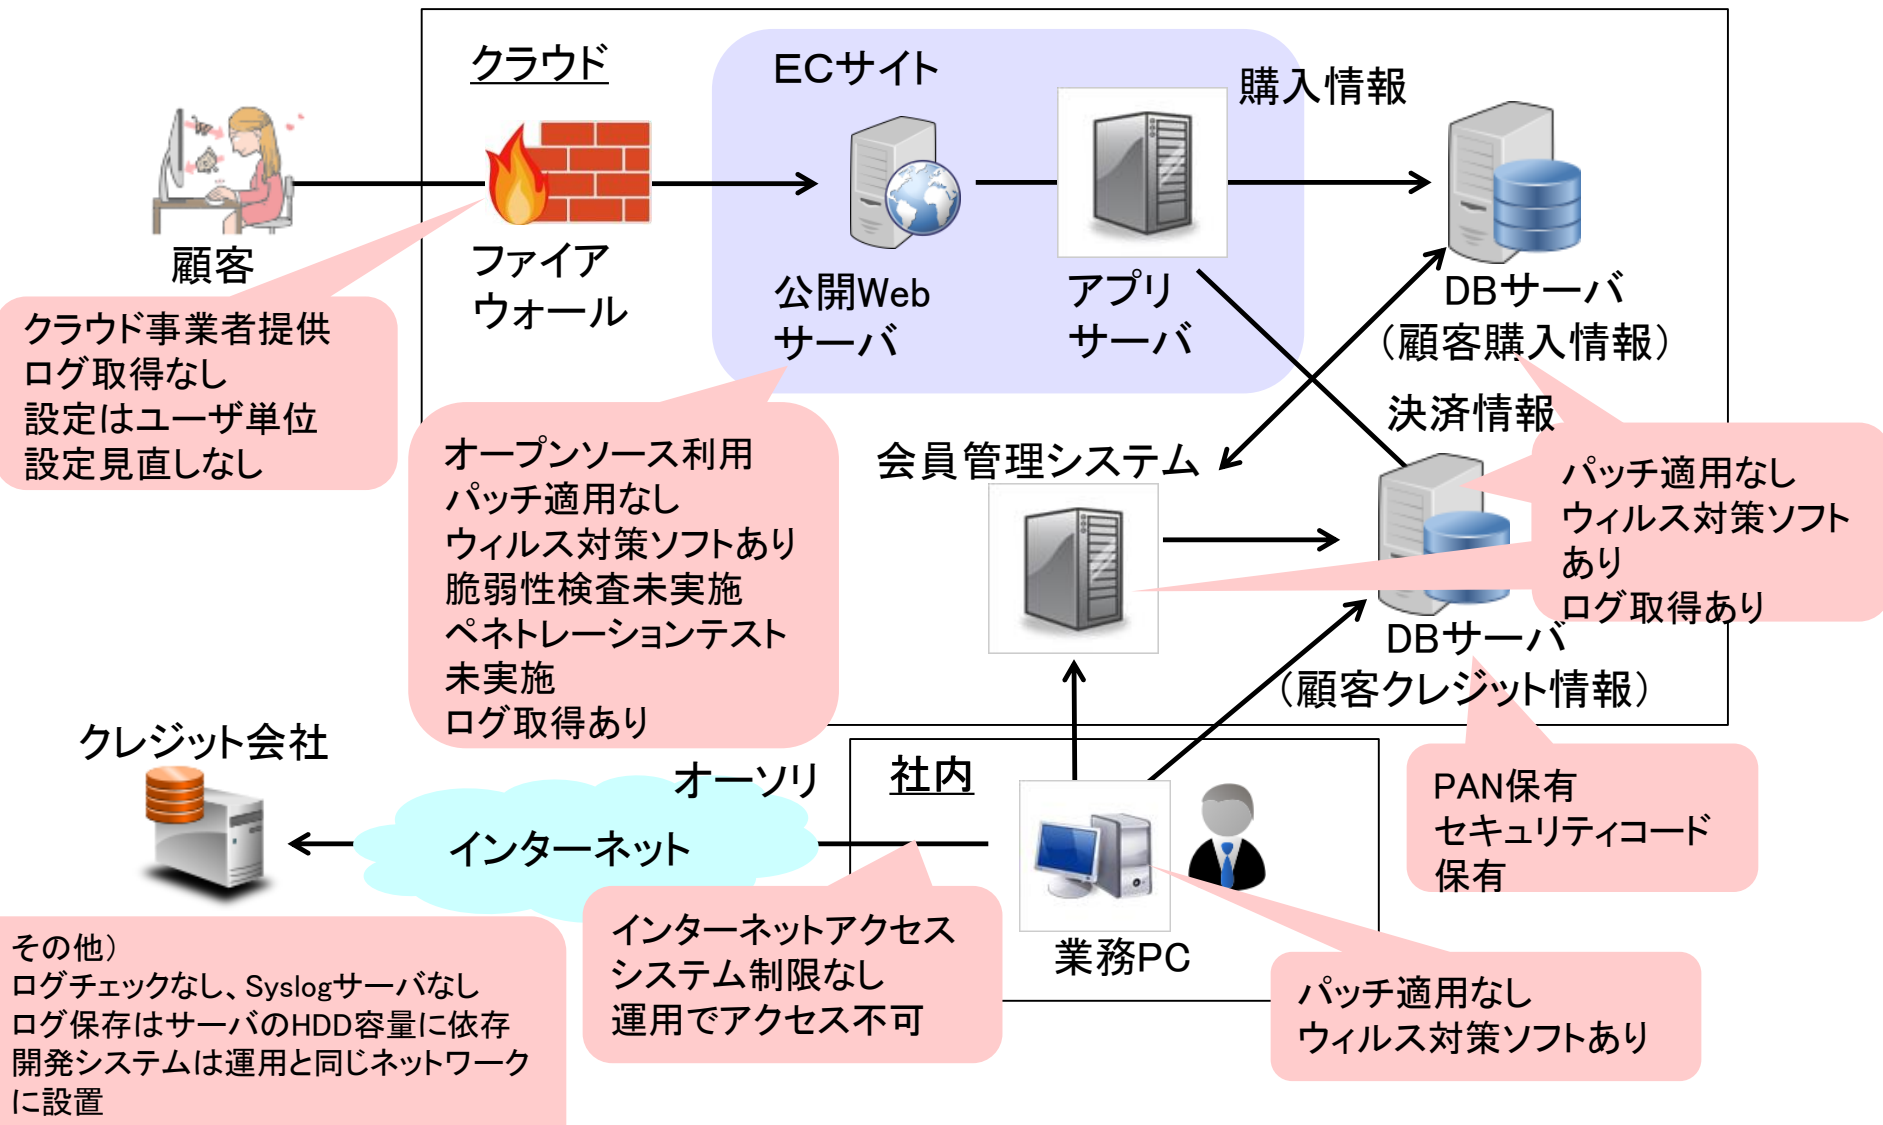 クラウド
ECサイト
購入情報
顧客
ファイア
ウォール
公開Web
サーバ
アプリ
サーバ
DBサーバ
(顧客購入情報)
クラウド事業者提供
ログ取得なし
設定はユーザ単位
設定見直しなし
オープンソース利用
パッチ適用なし
ウィルス対策ソフトあり
脆弱性検査未実施
ペネトレーションテスト
未実施
ログ取得あり
会員管理システム
決済情報
パッチ適用なし
ウィルス対策ソフト
あり
ログ取得あり
DBサーバ
(顧客クレジット情報)
クレジット会社
オーソリ
社内
インターネット
PAN保有
セキュリティコード
保有
インターネットアクセス
システム制限なし
運用でアクセス不可
業務PC
パッチ適用なし
ウィルス対策ソフトあり
その他)
ログチェックなし、Syslogサーバなし
ログ保存はサーバのHDD容量に依存
開発システムは運用と同じネットワーク
に設置